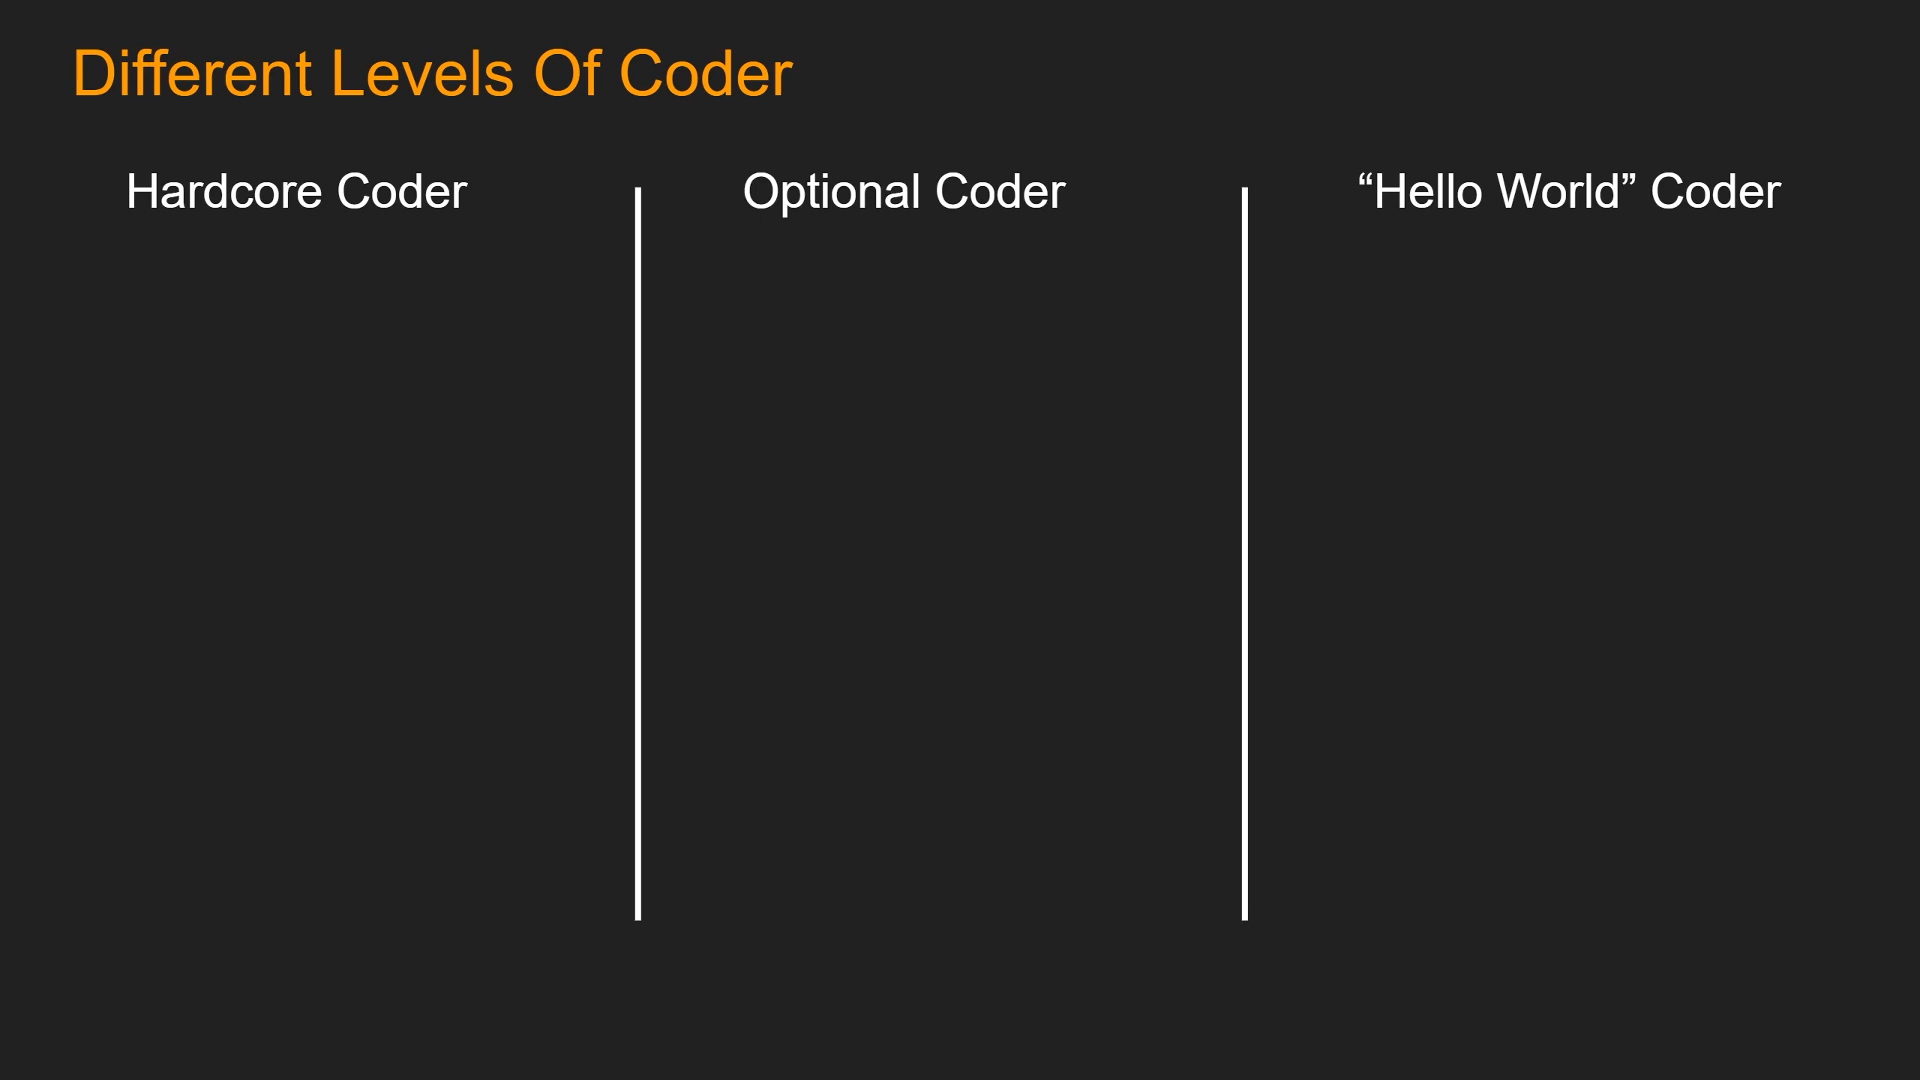 Different Levels Of Coder
Hardcore Coder
Optional Coder
“Hello World” Coder